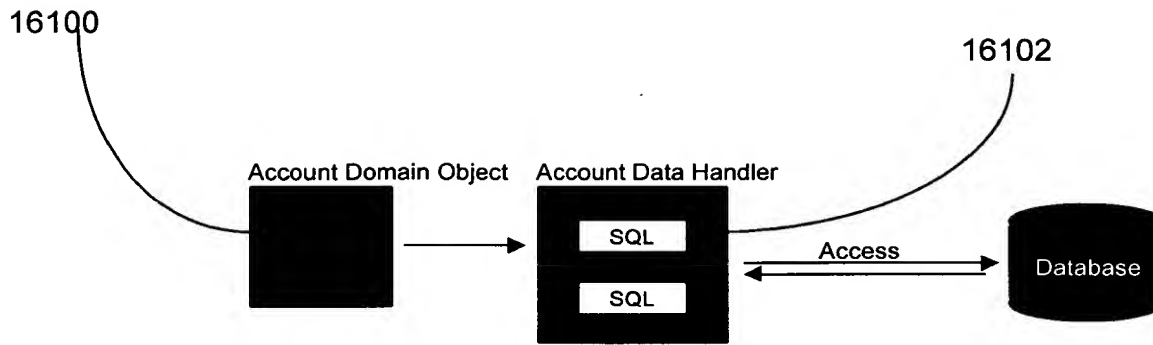 16100
16102
Account Domain Object
Account Data Handler
SQL
Access
Database
SQL